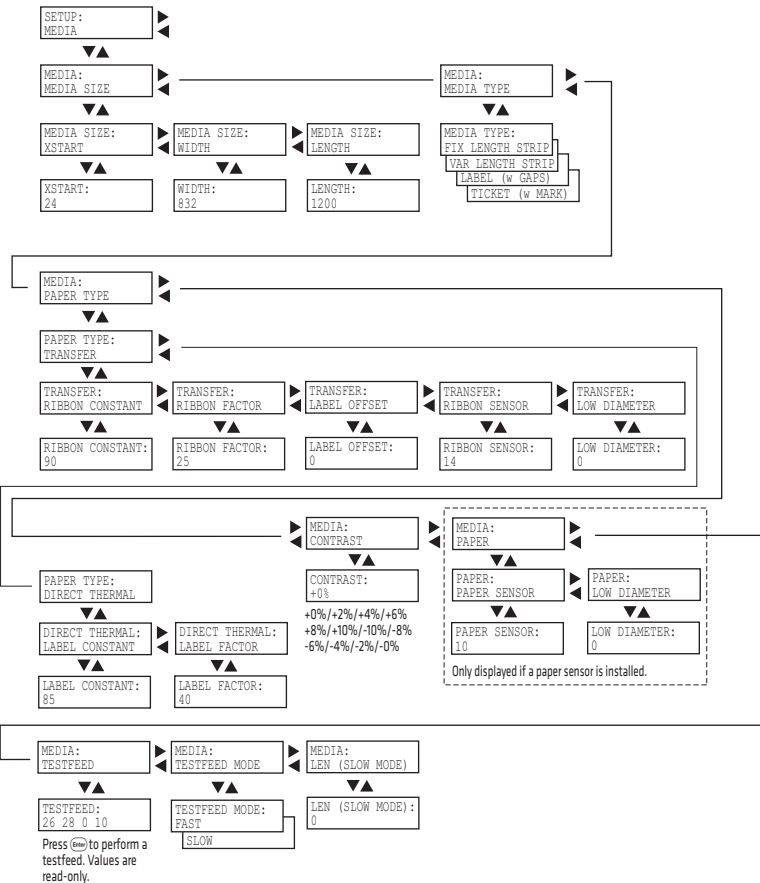 SETUP:
MEDIA
MEDIA:
MEDIA SIZE
MEDIA:
MEDIA TYPE
MEDIA SIZE:
XSTART
MEDIA SIZE:
WIDTH
MEDIA SIZE:
LENGTH
MEDIA TYPE:
FIX LENGTH STRIP
VAR LENGTH STRIP
LABEL (w GAPS)
TICKET (w MARK)
XSTART:
24
WIDTH:
832
LENGTH:
1200
MEDIA:
PAPER TYPE
PAPER TYPE:
TRANSFER
TRANSFER:
RIBBON CONSTANT
TRANSFER:
RIBBON FACTOR
TRANSFER:
LABEL OFFSET
TRANSFER:
RIBBON SENSOR
TRANSFER:
LOW DIAMETER
RIBBON CONSTANT:
90
RIBBON FACTOR:
25
LABEL OFFSET:
0
RIBBON SENSOR:
14
LOW DIAMETER:
0
MEDIA:
CONTRAST
MEDIA:
PAPER
PAPER TYPE:
DIRECT THERMAL
CONTRAST:
+0%
PAPER:
PAPER SENSOR
PAPER:
LOW DIAMETER
+0%/+2%/+4%/+6%
+8%/+10%/-10%/-8%
-6%/-4%/-2%/-0%
DIRECT THERMAL:
LABEL CONSTANT
DIRECT THERMAL:
LABEL FACTOR
PAPER SENSOR:
10
LOW DIAMETER:
0
Only displayed if a paper sensor is installed.
LABEL CONSTANT:
85
LABEL FACTOR:
40
MEDIA:
TESTFEED
MEDIA:
TESTFEED MODE
MEDIA:
LEN (SLOW MODE)
TESTFEED:
26 28 0 10
TESTFEED MODE:
FAST
SLOW
LEN (SLOW MODE):
0
Press Enter to perform a
testfeed. Values are
read-only.